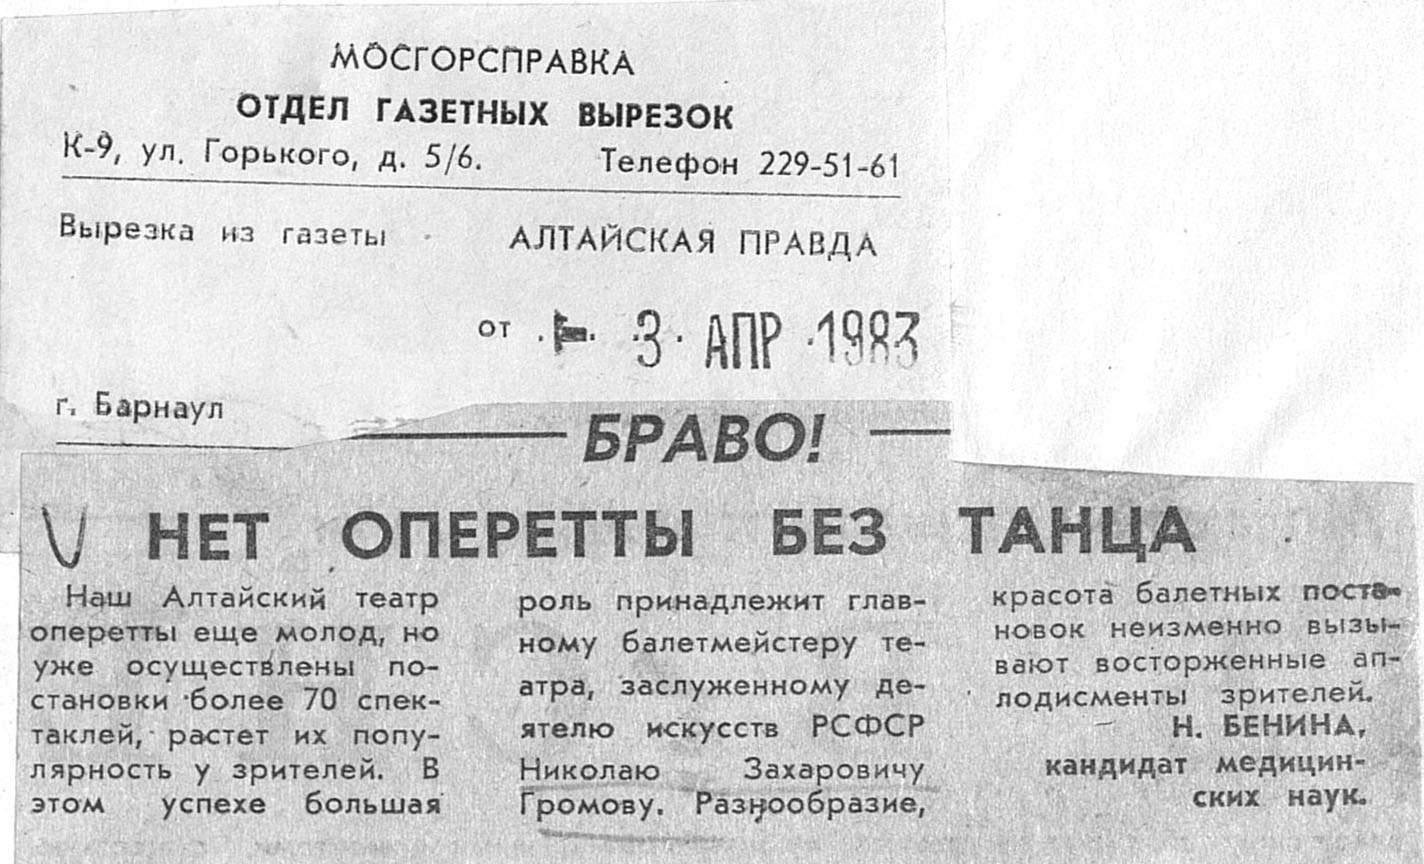 МОСГОРСПРАВКА
ОТДЕЛ ГАЗЕТНЫХ ВЫРЕЗОК
К-9, ул. Горького, д. 5/6. Телефон 229-51-61
Вырезка из газеты АЛТАЙСКАЯ ПРАВДА
от 3 АПР 1983
г. Барнаул
БРАВО!
НЕТ ОПЕРЕТТЫ БЕЗ ТАНЦА
Наш Алтайский театр
оперетты еще молод, но
уже осуществлены по-
становки более 70 спек-
таклей, растет их попу-
лярность у зрителей. В
этом успехе большая
роль принадлежит глав-
ному балетмейстеру те-
атра, заслуженному де-
ятелю искусств РСФСР
Николаю Захаровичу
Громову. Разнообразие,
красота балетных поста-
новок неизменно вызы-
вают восторженные ап-
лодисменты зрителей.
Н. БЕНИНА,
кандидат медицин-
ских наук.